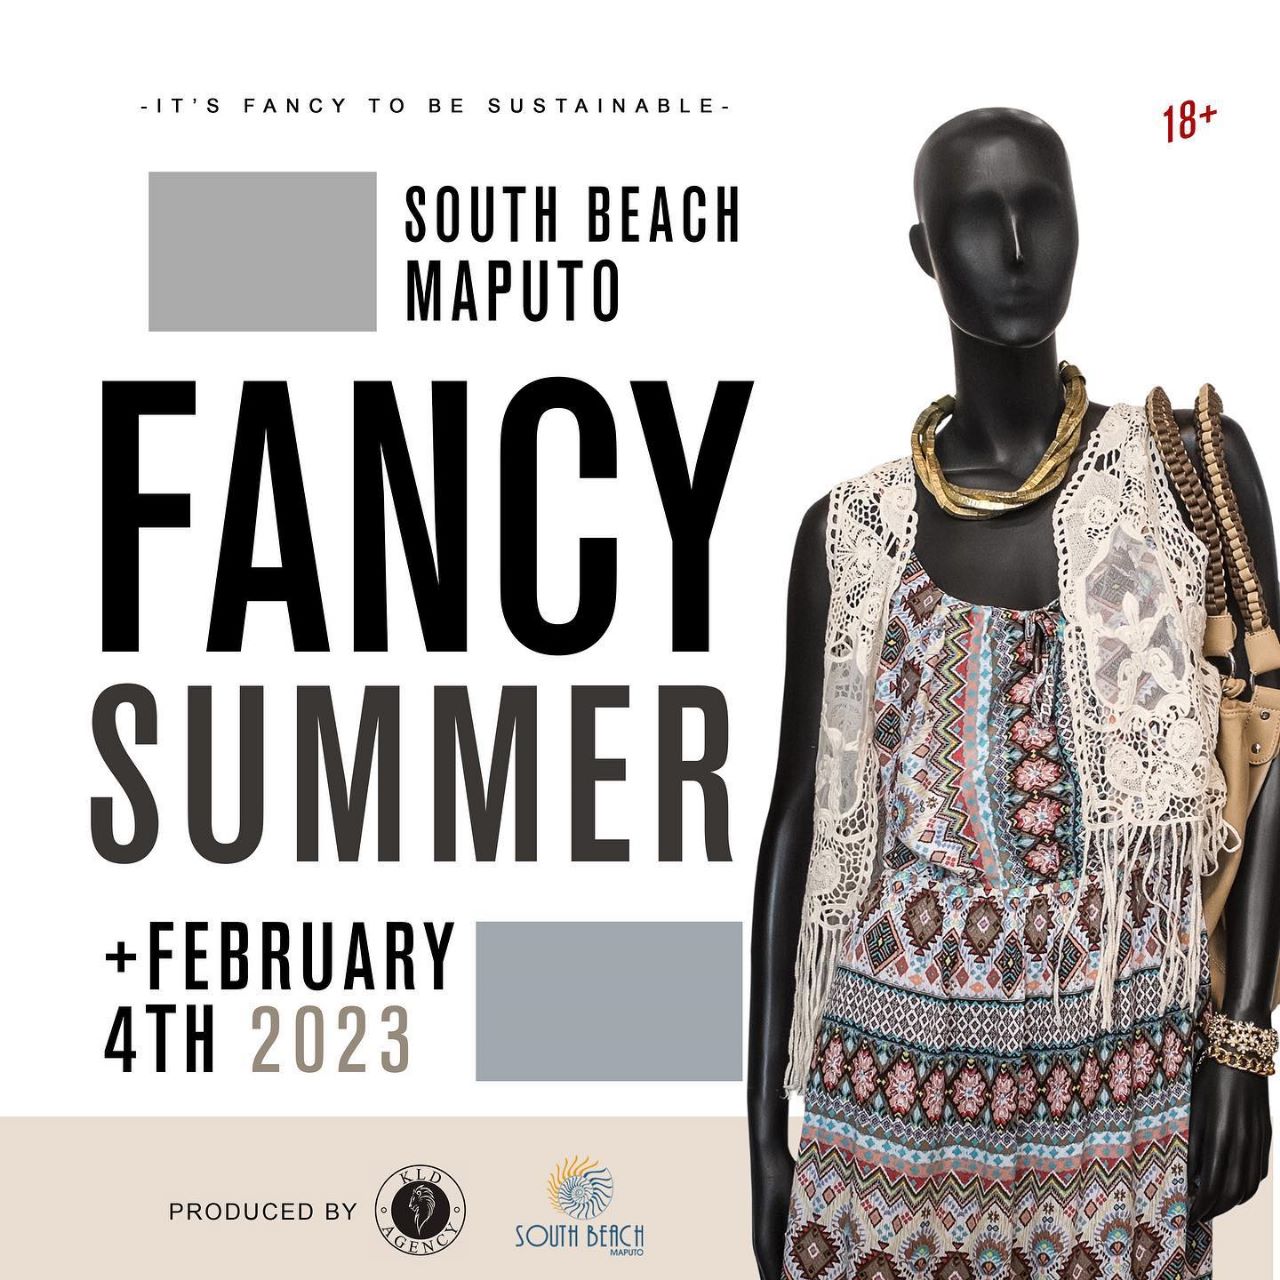 -IT'S FANCY TO BE SUSTAINABLE-
18+
SOUTH BEACH
MAPUTO
FANCY
SUMMER
+FEBRUARY
4TH 2023
PRODUCED BY
KLD
AGENCY
SOUTH BEACH
MAPUTO